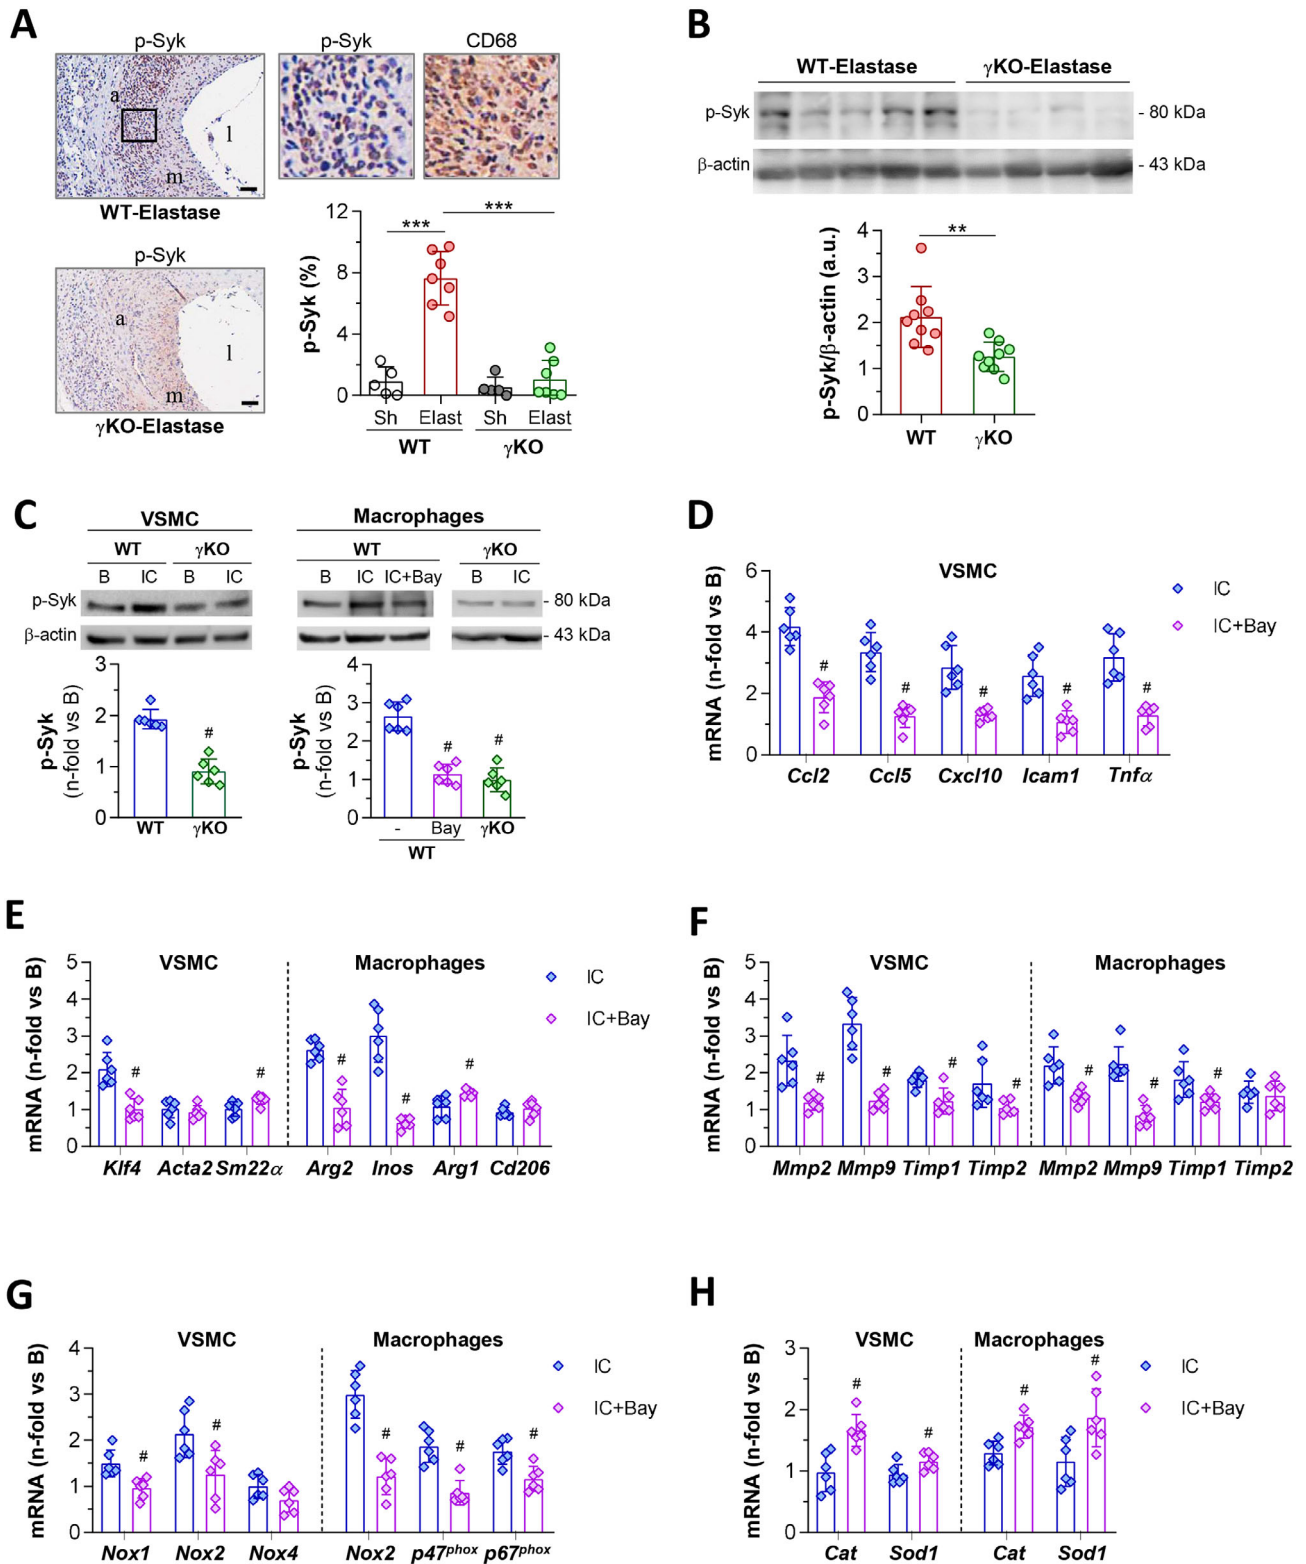 A
p-Syk
p-Syk
CD68
a
l
m
WT-Elastase
p-Syk
a
l
m
γKO-Elastase
p-Syk (%)
12
8
4
0
***
***
Sh Elast Sh Elast
WT γKO
B
WT-Elastase γKO-Elastase
p-Syk - 80 kDa
β-actin - 43 kDa
p-Syk/β-actin (a.u.)
4
3
2
1
0
**
WT γKO
C
VSMC
WT γKO
B IC B IC
p-Syk
β-actin
Macrophages
WT γKO
B IC IC+Bay B IC
- 80 kDa
- 43 kDa
p-Syk
(n-fold vs B)
3
2
1
0
#
WT γKO
p-Syk
(n-fold vs B)
4
3
2
1
0
# #
- Bay γKO
WT
D
VSMC
mRNA (n-fold vs B)
6
4
2
0
# # # # #
Ccl2 Ccl5 Cxcl10 Icam1 Tnfα
IC
IC+Bay
E
VSMC Macrophages
mRNA (n-fold vs B)
5
4
3
2
1
0
# # # # #
Klf4 Acta2 Sm22α Arg2 Inos Arg1 Cd206
IC
IC+Bay
F
VSMC Macrophages
mRNA (n-fold vs B)
5
4
3
2
1
0
# # # # # # #
Mmp2 Mmp9 Timp1 Timp2 Mmp2 Mmp9 Timp1 Timp2
G
VSMC Macrophages
mRNA (n-fold vs B)
4
3
2
1
0
# # # # #
Nox1 Nox2 Nox4 Nox2 p47phox p67phox
IC
IC+Bay
H
VSMC Macrophages
mRNA (n-fold vs B)
3
2
1
0
# # # #
Cat Sod1 Cat Sod1
IC
IC+Bay